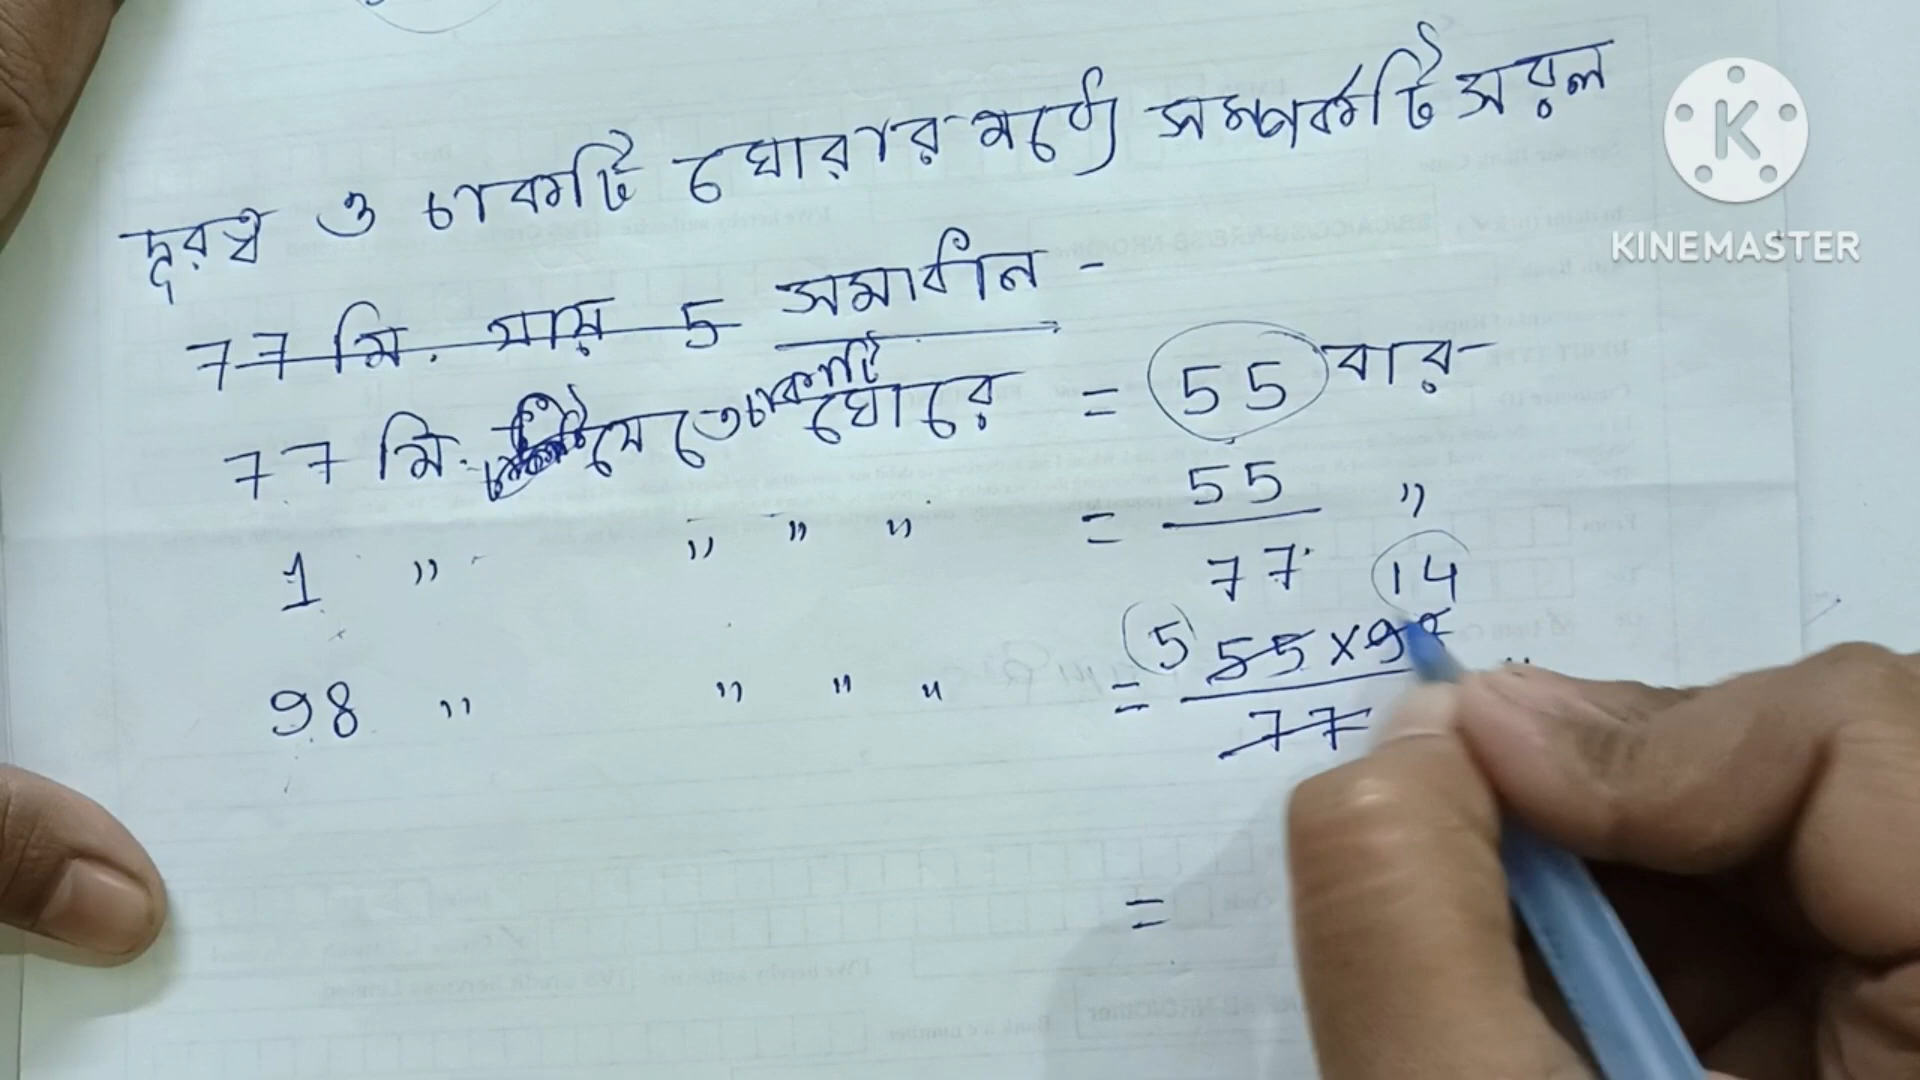 দূরত্ব ও চাকাটি ঘোরার মধ্যে সম্পর্কটি সরল
77 মি. যায় 5 সমাধান -
77 মি. যেতে চাকাটি ঘোরে = 55 বার
1 " " " " = 55/77 "
14
98 " " " " = 5 55×98/77 "
=
K
KINEMASTER